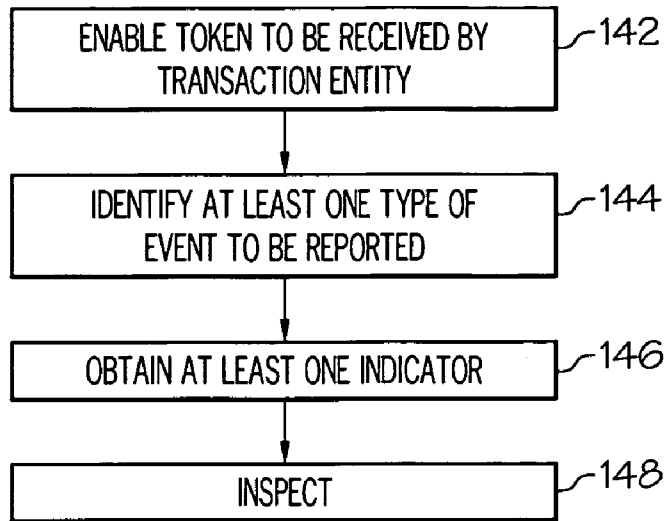 ENABLE TOKEN TO BE RECEIVED BY
TRANSACTION ENTITY
142
IDENTIFY AT LEAST ONE TYPE OF
EVENT TO BE REPORTED
144
OBTAIN AT LEAST ONE INDICATOR
146
INSPECT
148